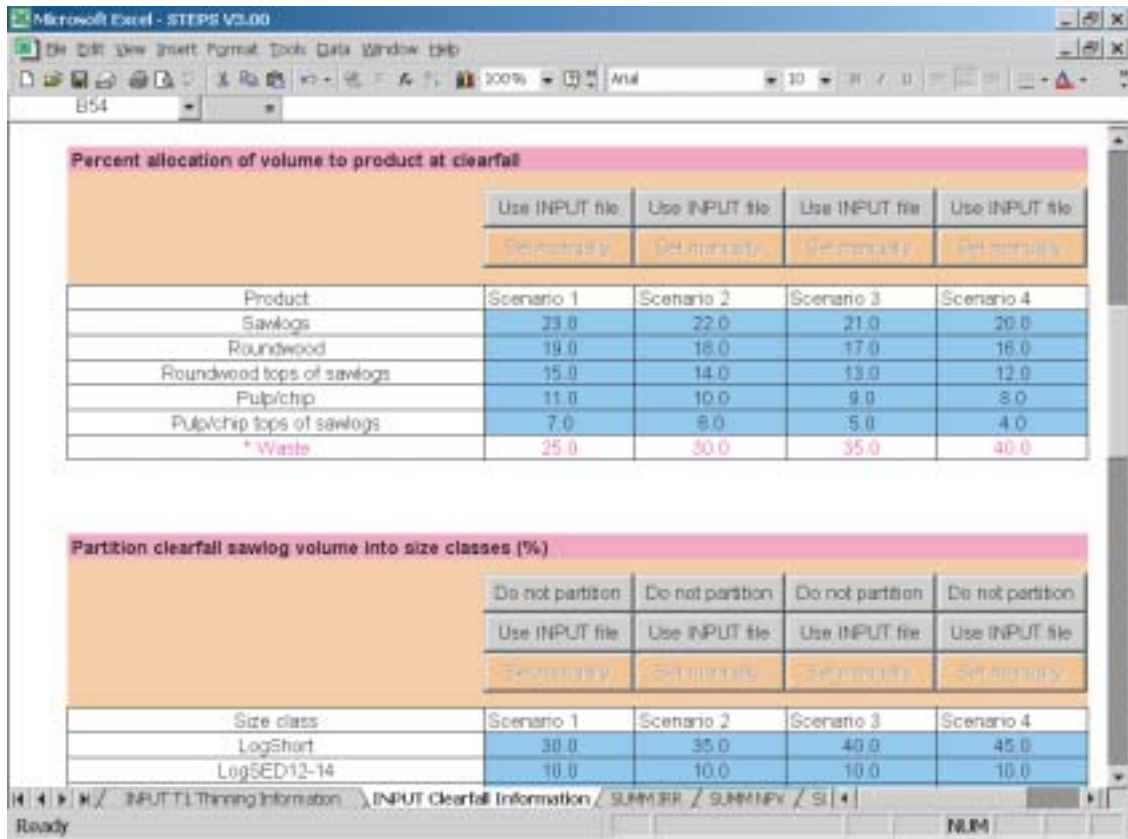 Microsoft Excel - STEPS V3.00
File Edit View Insert Format Tools Data Window Help
100% Arial 10
B54 =
Percent allocation of volume to product at clearfall
Use INPUT file Use INPUT file Use INPUT file Use INPUT file
Set manually Set manually Set manually Set manually
Product Scenario 1 Scenario 2 Scenario 3 Scenario 4
Sawlogs 23.0 22.0 21.0 20.0
Roundwood 19.0 18.0 17.0 16.0
Roundwood tops of sawlogs 15.0 14.0 13.0 12.0
Pulp/chip 11.0 10.0 9.0 8.0
Pulp/chip tops of sawlogs 7.0 6.0 5.0 4.0
* Waste 25.0 30.0 35.0 40.0
Partition clearfall sawlog volume into size classes (%)
Do not partition Do not partition Do not partition Do not partition
Use INPUT file Use INPUT file Use INPUT file Use INPUT file
Set manually Set manually Set manually Set manually
Size class Scenario 1 Scenario 2 Scenario 3 Scenario 4
LogShort 30.0 35.0 40.0 45.0
LogSED12-14 10.0 10.0 10.0 10.0
INPUT T1 Thinning Information / INPUT Clearfall Information / SUMM IRR / SUMM NPV /
Ready NUM